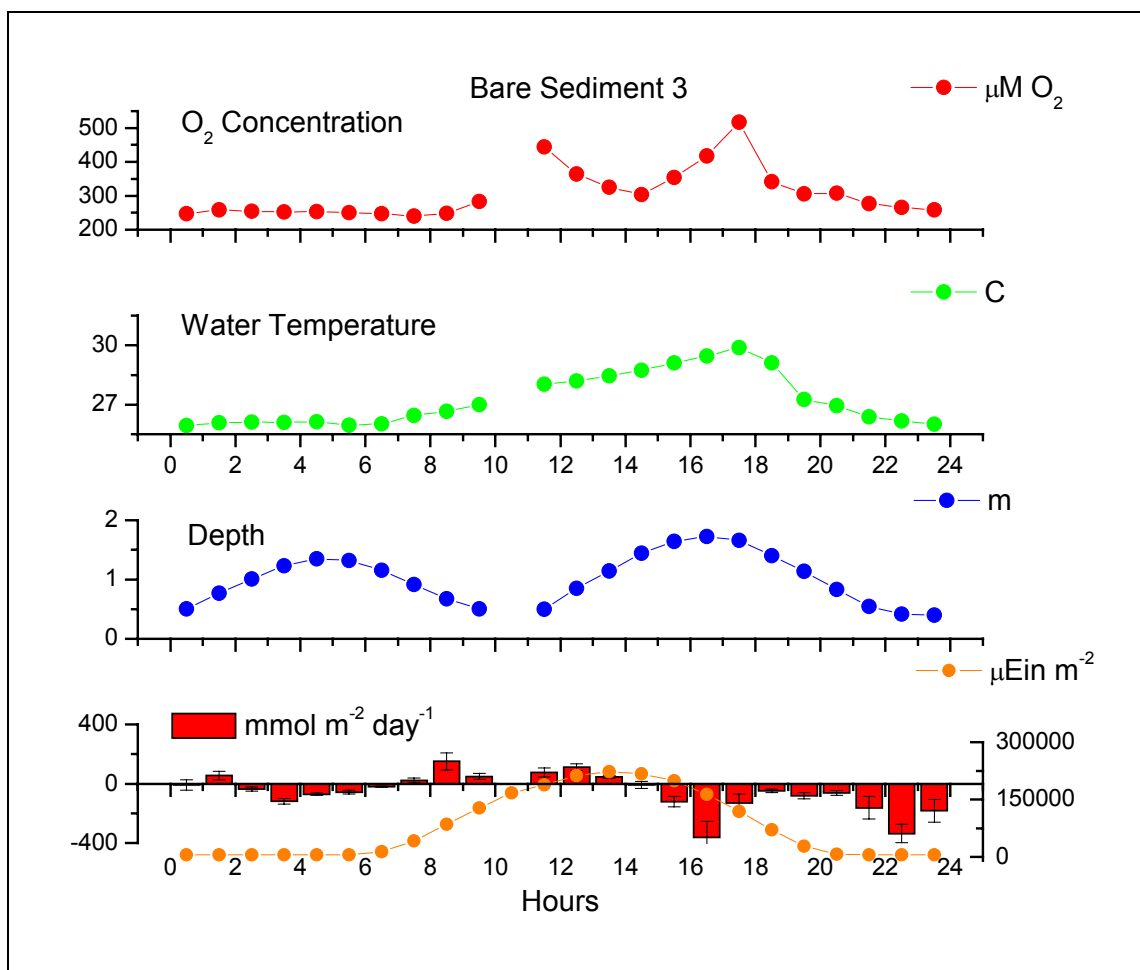 Bare Sediment 3
μM O₂
O₂ Concentration
500
400
300
200
C
Water Temperature
30
27
0 2 4 6 8 10 12 14 16 18 20 22 24
m
Depth
2
1
0
μEin m⁻²
mmol m⁻² day⁻¹
400
0
-400
300000
150000
0
0 2 4 6 8 10 12 14 16 18 20 22 24
Hours